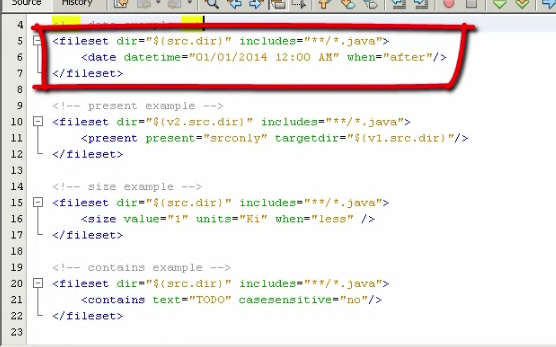 Source History
4
5 <fileset dir="$(src.dir)" includes="**/*.java">
6 <date datetime="01/01/2014 12:00 AM" when="after"/>
7 </fileset>
8
9 <!-- present example -->
10 <fileset dir="$(v2.src.dir)" includes="**/*.java">
11 <present present="srconly" targetdir="$(v1.src.dir)"/>
12 </fileset>
13
14 <!-- size example -->
15 <fileset dir="$(src.dir)" includes="**/*.java">
16 <size value="1" units="Ki" when="less" />
17 </fileset>
18
19 <!-- contains example -->
20 <fileset dir="$(src.dir)" includes="**/*.java">
21 <contains text="TODO" casesensitive="no"/>
22 </fileset>
23